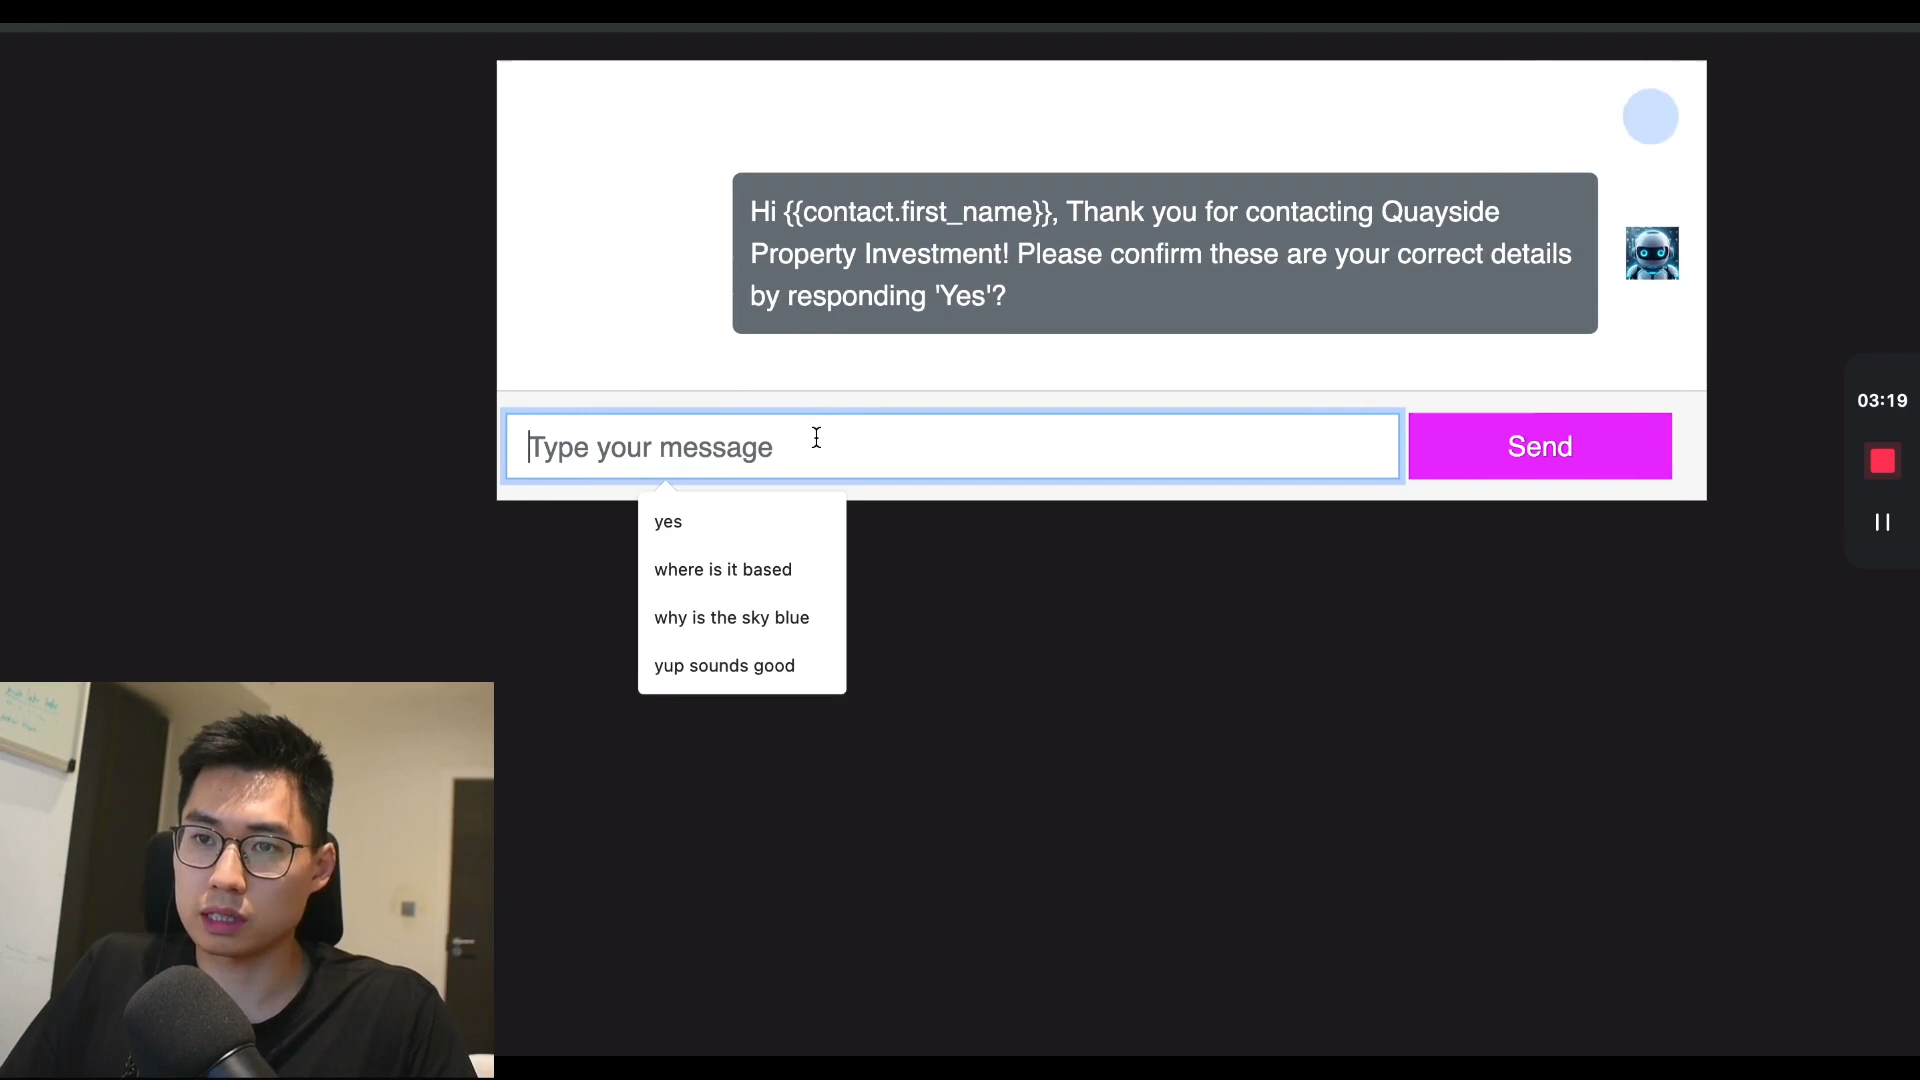 Hi {{contact.first_name}}, Thank you for contacting Quayside
Property Investment! Please confirm these are your correct details
by responding 'Yes'?
Type your message
Send
yes
where is it based
why is the sky blue
yup sounds good
03:19